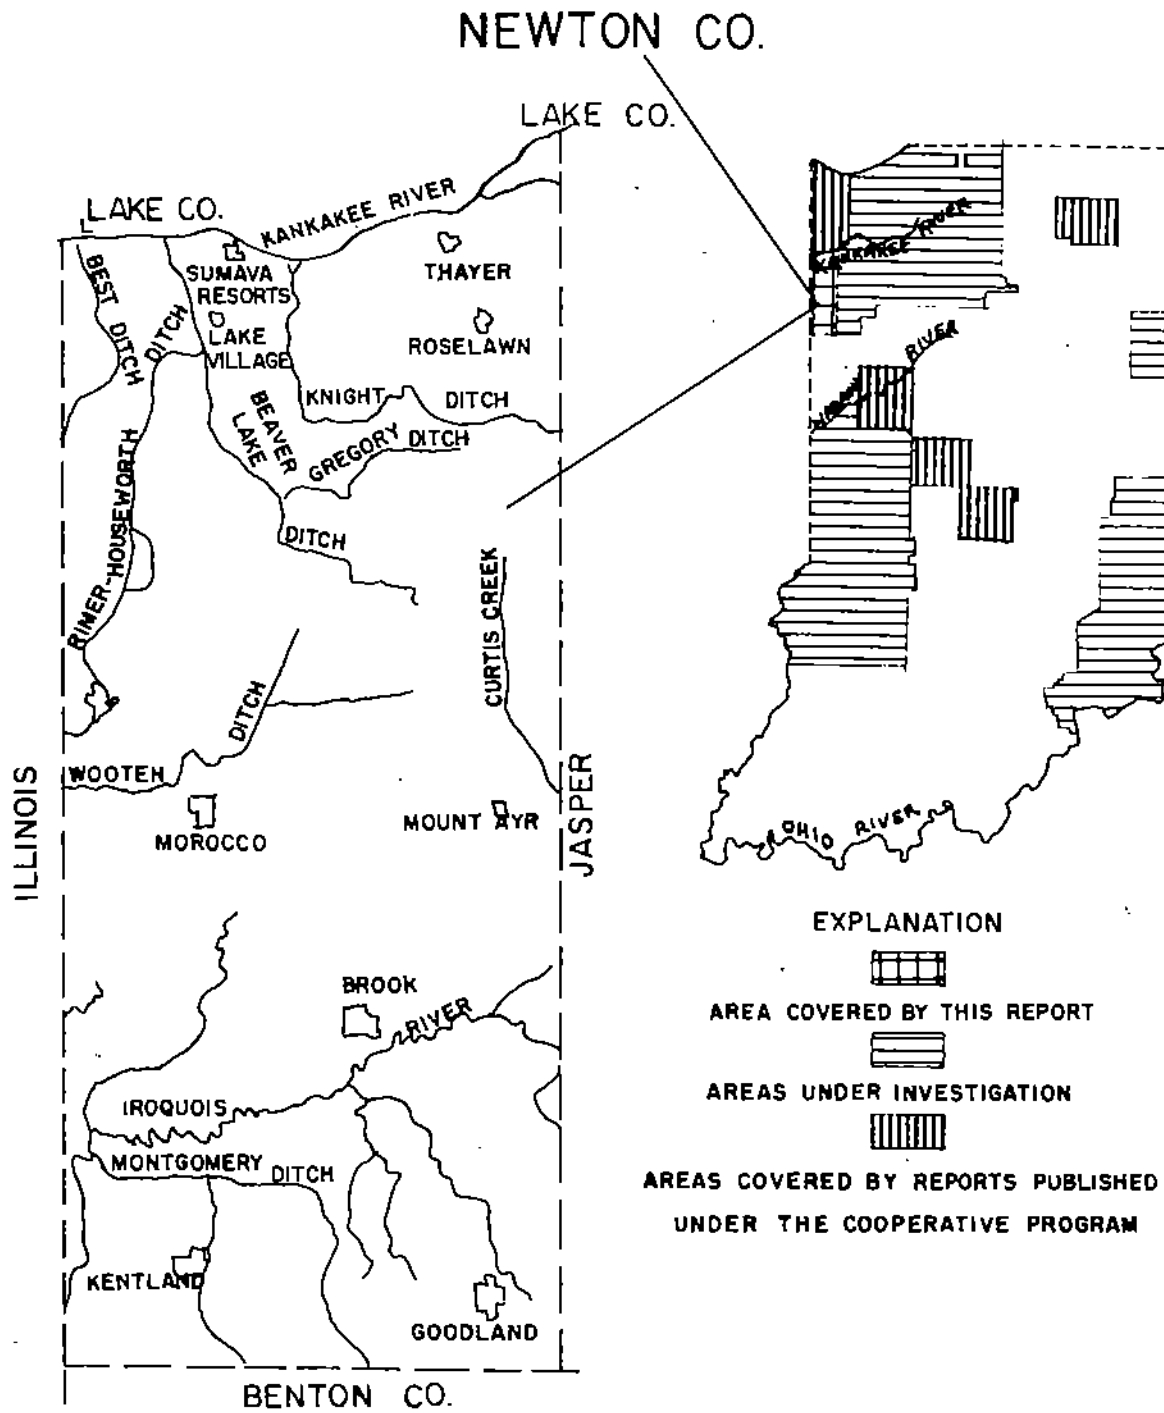 NEWTON CO.
LAKE CO.
LAKE CO.
KANKAKEE RIVER
SUMAVA
RESORTS
THAYER
BEST DITCH
DITCH
LAKE
VILLAGE
ROSELAWN
KNIGHT DITCH
BEAVER
LAKE
GREGORY DITCH
DITCH
RIMER-HOUSEWORTH
CURTIS CREEK
DITCH
WOOTEN
MOROCCO
MOUNT AYR
ILLINOIS
JASPER
BROOK
RIVER
IROQUOIS
MONTGOMERY DITCH
KENTLAND
GOODLAND
BENTON CO.
KANKAKEE RIVER
WABASH RIVER
OHIO RIVER
EXPLANATION
AREA COVERED BY THIS REPORT
AREAS UNDER INVESTIGATION
AREAS COVERED BY REPORTS PUBLISHED
UNDER THE COOPERATIVE PROGRAM